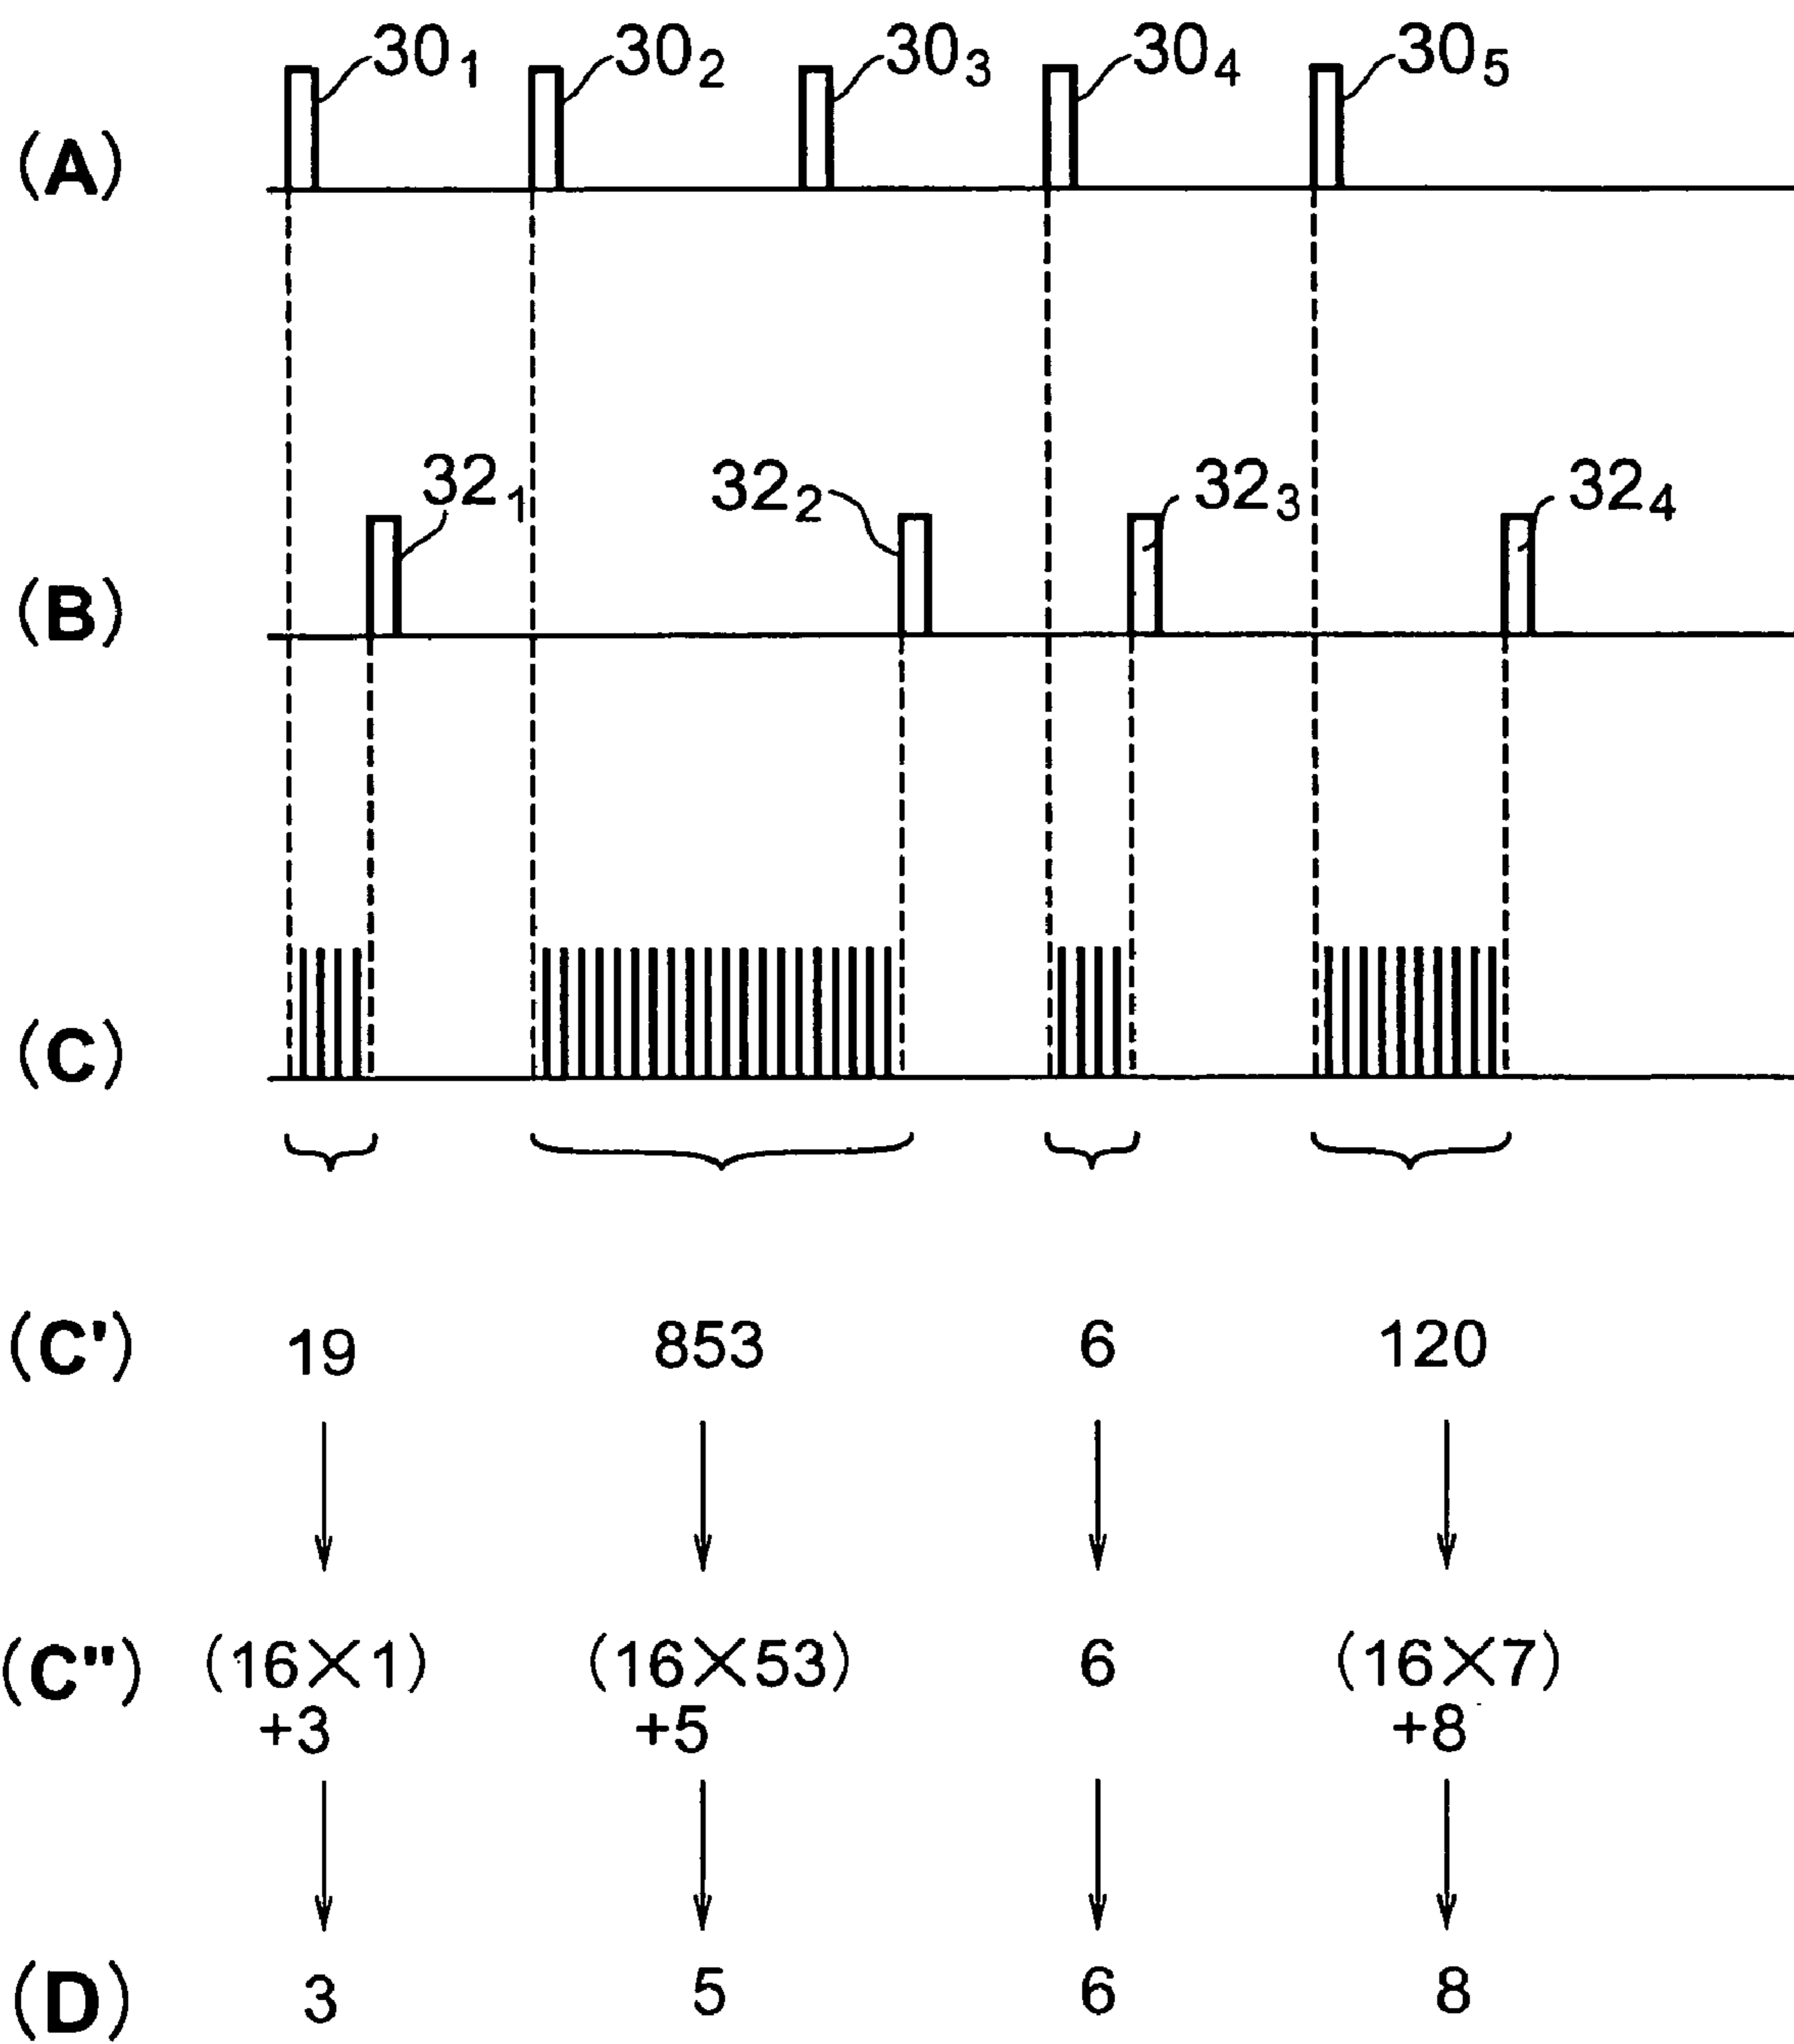 30₁ 30₂ 30₃ 30₄ 30₅
(A)
32₁ 32₂ 32₃ 32₄
(B)
(C)
(C') 19 853 6 120
(C") (16×1) (16×53) 6 (16×7)
+3 +5 +8
(D) 3 5 6 8